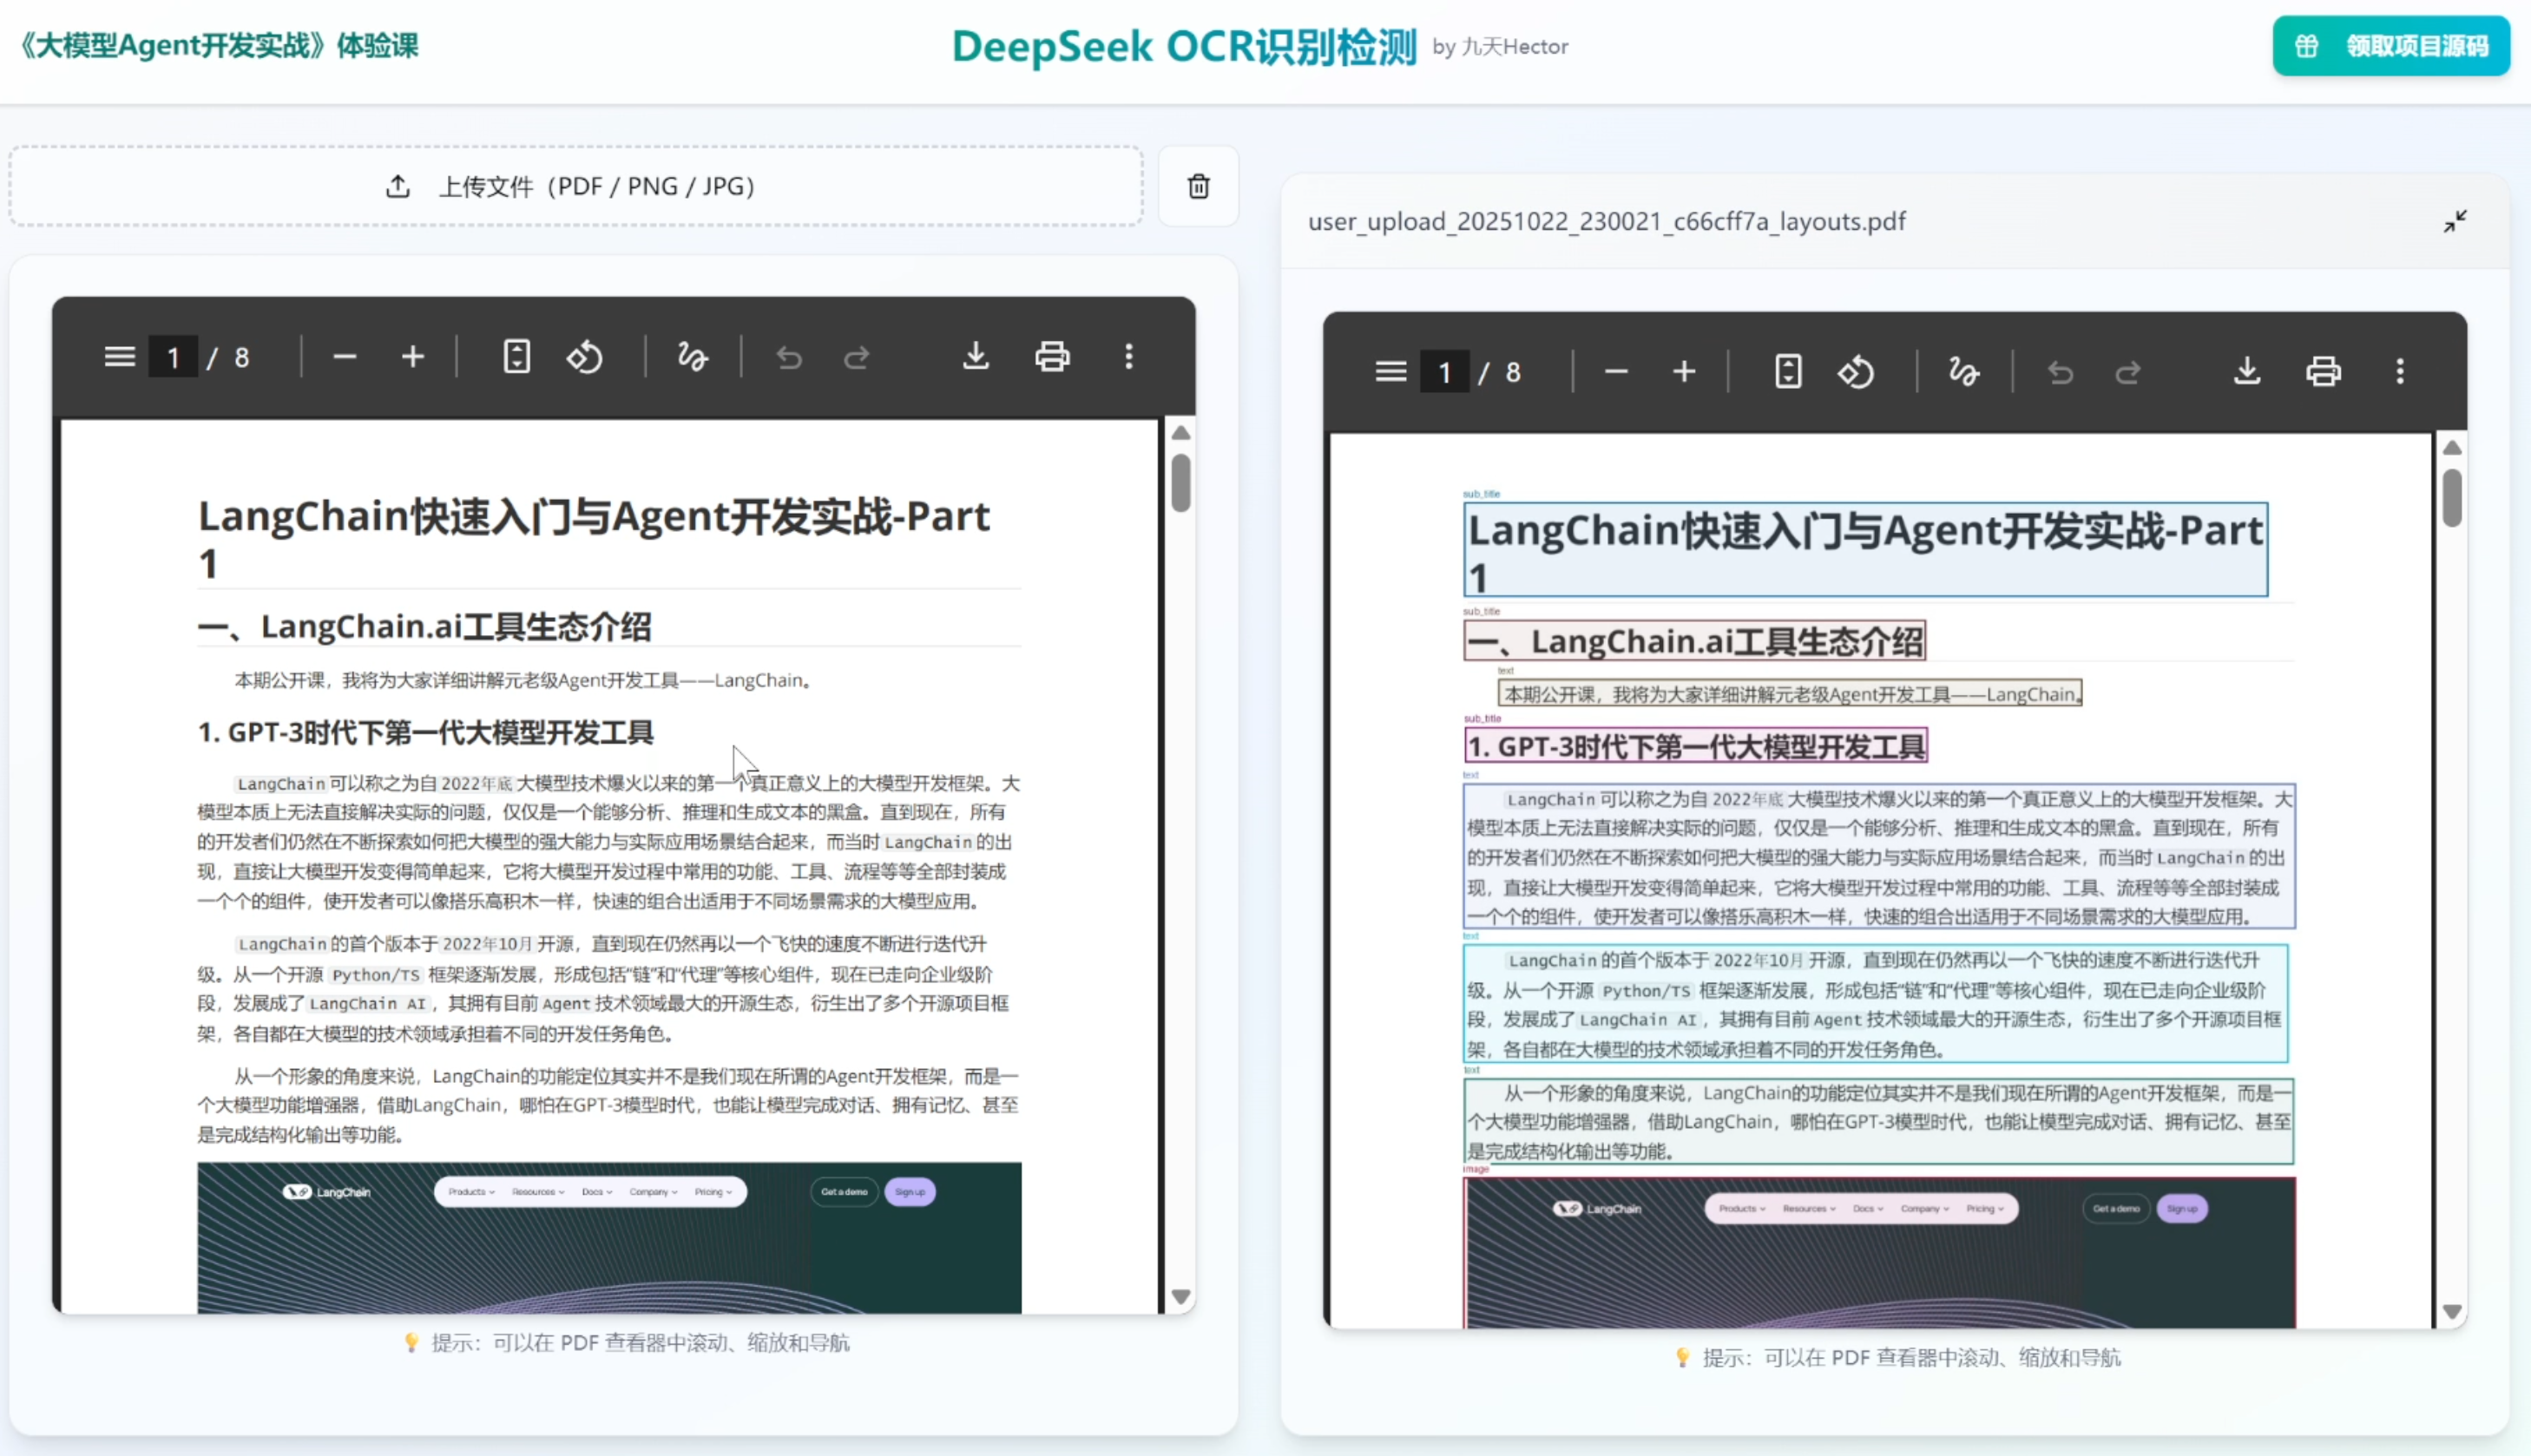 《大模型Agent开发实战》体验课
DeepSeek OCR识别检测 by 九天Hector
领取项目源码
上传文件（PDF / PNG / JPG）
1 / 8
LangChain快速入门与Agent开发实战-Part
1
一、LangChain.ai工具生态介绍
本期公开课，我将为大家详细讲解元老级Agent开发工具——LangChain。
1. GPT-3时代下第一代大模型开发工具
LangChain 可以称之为自 2022年底 大模型技术爆火以来的第一个真正意义上的大模型开发框架。大
模型本质上无法直接解决实际的问题，仅仅是一个能够分析、推理和生成文本的黑盒。直到现在，所有
的开发者们仍然在不断探索如何把大模型的强大能力与实际应用场景结合起来，而当时 LangChain 的出
现，直接让大模型开发变得简单起来，它将大模型开发过程中常用的功能、工具、流程等等全部封装成
一个个的组件，使开发者可以像搭乐高积木一样，快速的组合出适用于不同场景需求的大模型应用。
LangChain 的首个版本于 2022年10月 开源，直到现在仍然再以一个飞快的速度不断进行迭代升
级。从一个开源 Python/TS 框架逐渐发展，形成包括“链”和“代理”等核心组件，现在已走向企业级阶
段，发展成了 LangChain AI ，其拥有目前 Agent 技术领域最大的开源生态，衍生出了多个开源项目框
架，各自都在大模型的技术领域承担着不同的开发任务角色。
从一个形象的角度来说，LangChain的功能定位其实并不是我们现在所谓的Agent开发框架，而是一
个大模型功能增强器，借助LangChain，哪怕在GPT-3模型时代，也能让模型完成对话、拥有记忆、甚至
是完成结构化输出等功能。
LangChain Products Resources Docs Company Pricing Get a demo Sign up
提示：可以在 PDF 查看器中滚动、缩放和导航
user_upload_20251022_230021_c66cff7a_layouts.pdf
1 / 8
sub_title
LangChain快速入门与Agent开发实战-Part
1
sub_title
一、LangChain.ai工具生态介绍
text
本期公开课，我将为大家详细讲解元老级Agent开发工具——LangChain。
sub_title
1. GPT-3时代下第一代大模型开发工具
text
LangChain 可以称之为自 2022年底 大模型技术爆火以来的第一个真正意义上的大模型开发框架。大
模型本质上无法直接解决实际的问题，仅仅是一个能够分析、推理和生成文本的黑盒。直到现在，所有
的开发者们仍然在不断探索如何把大模型的强大能力与实际应用场景结合起来，而当时 LangChain 的出
现，直接让大模型开发变得简单起来，它将大模型开发过程中常用的功能、工具、流程等等全部封装成
一个个的组件，使开发者可以像搭乐高积木一样，快速的组合出适用于不同场景需求的大模型应用。
text
LangChain 的首个版本于 2022年10月 开源，直到现在仍然再以一个飞快的速度不断进行迭代升
级。从一个开源 Python/TS 框架逐渐发展，形成包括“链”和“代理”等核心组件，现在已走向企业级阶
段，发展成了 LangChain AI ，其拥有目前 Agent 技术领域最大的开源生态，衍生出了多个开源项目框
架，各自都在大模型的技术领域承担着不同的开发任务角色。
text
从一个形象的角度来说，LangChain的功能定位其实并不是我们现在所谓的Agent开发框架，而是一
个大模型功能增强器，借助LangChain，哪怕在GPT-3模型时代，也能让模型完成对话、拥有记忆、甚至
是完成结构化输出等功能。
image
LangChain Products Resources Docs Company Pricing Get a demo Sign up
提示：可以在 PDF 查看器中滚动、缩放和导航